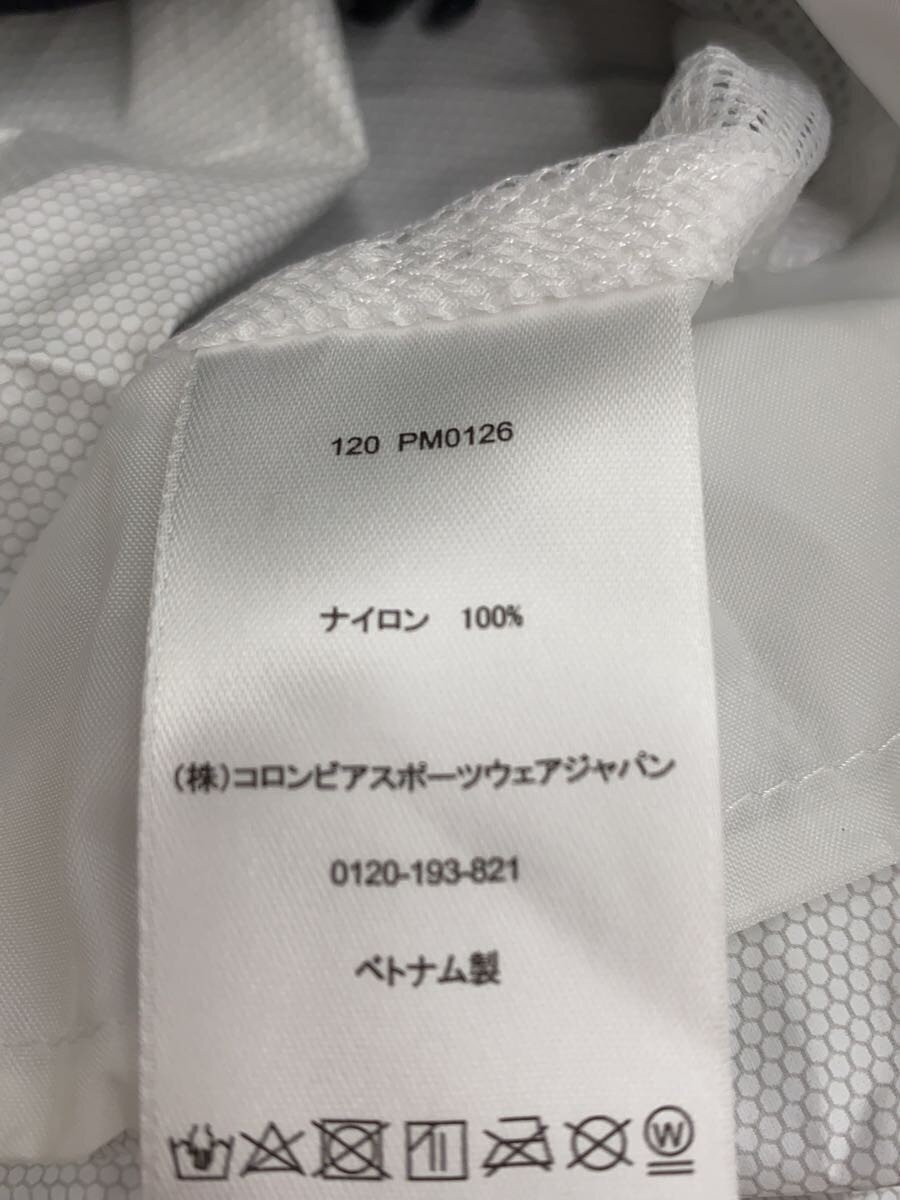 120 PM0126
ナイロン 100%
(株)コロンビアスポーツウェアジャパン
0120-193-821
ベトナム製
W